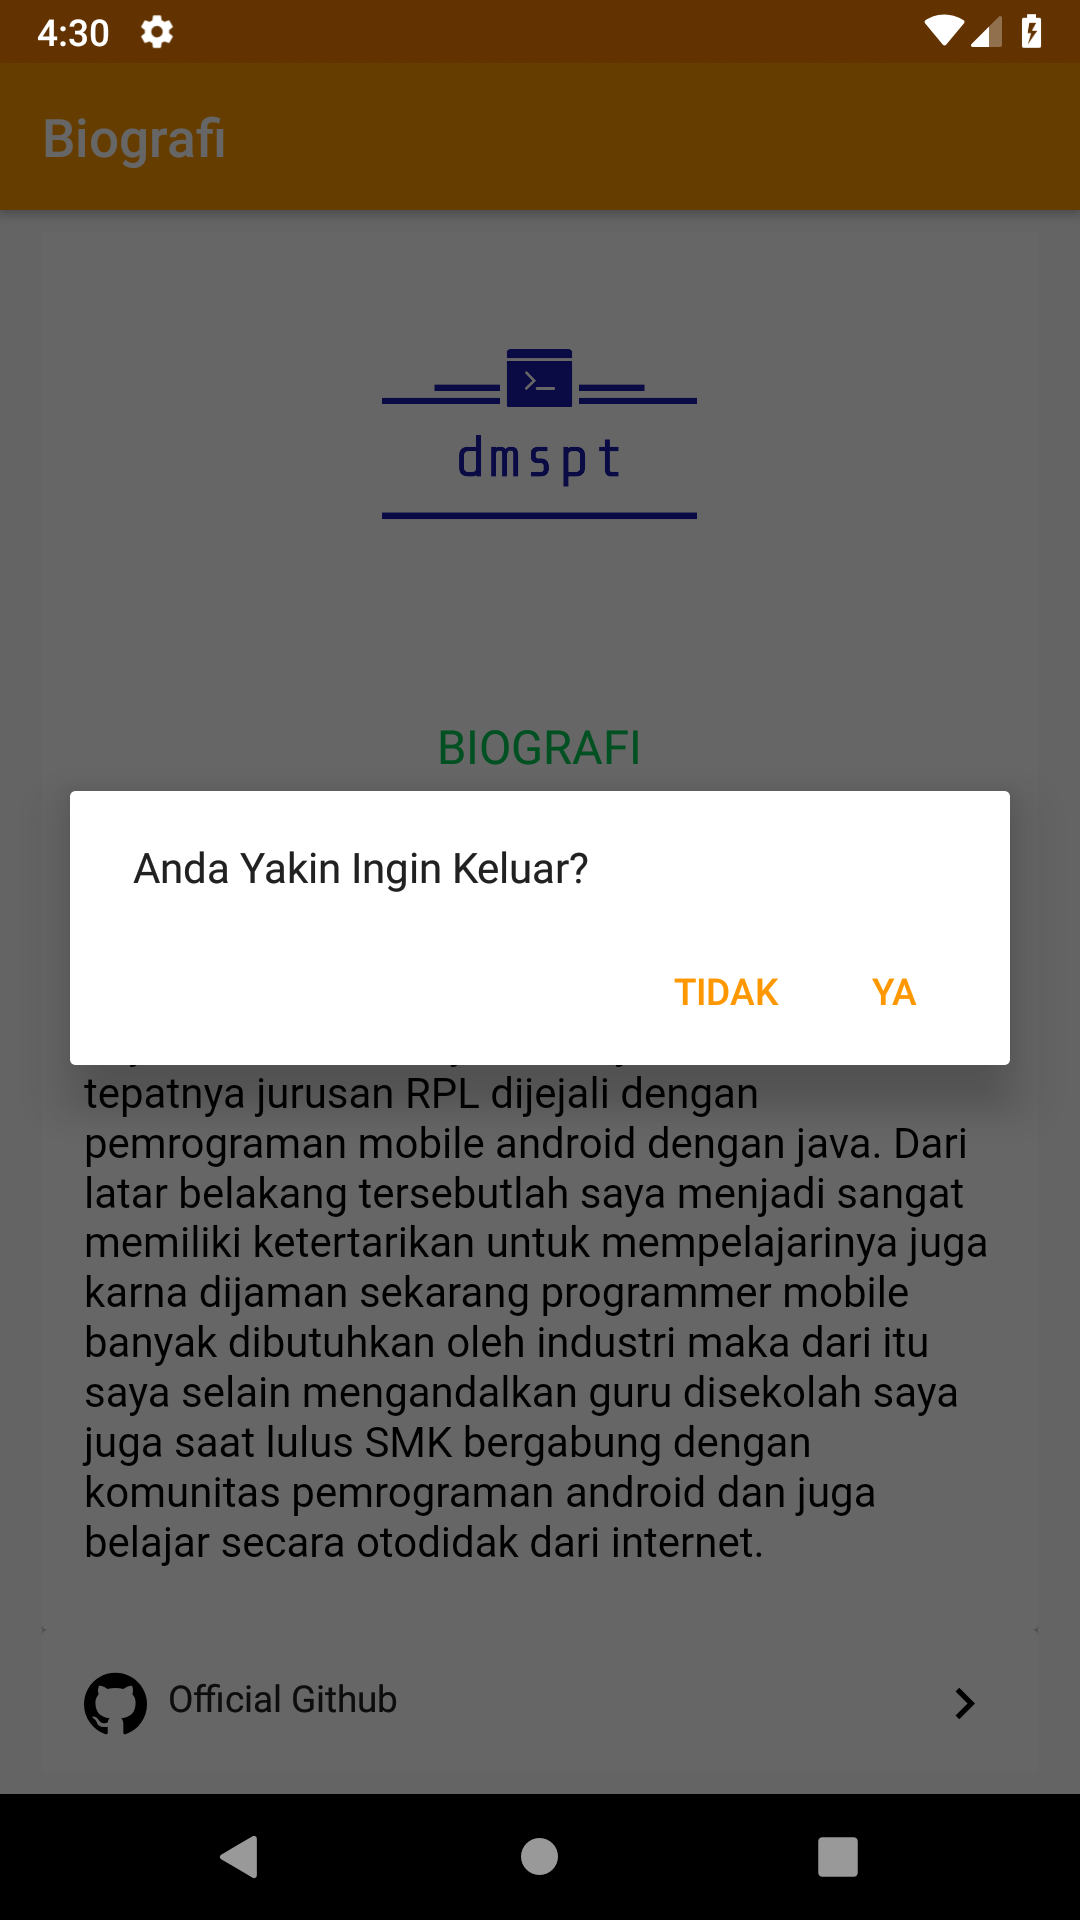 4:30
Biografi
dmspt
BIOGRAFI
Anda Yakin Ingin Keluar?
TIDAK YA
tepatnya jurusan RPL dijejali dengan
pemrograman mobile android dengan java. Dari
latar belakang tersebutlah saya menjadi sangat
memiliki ketertarikan untuk mempelajarinya juga
karna dijaman sekarang programmer mobile
banyak dibutuhkan oleh industri maka dari itu
saya selain mengandalkan guru disekolah saya
juga saat lulus SMK bergabung dengan
komunitas pemrograman android dan juga
belajar secara otodidak dari internet.
Official Github